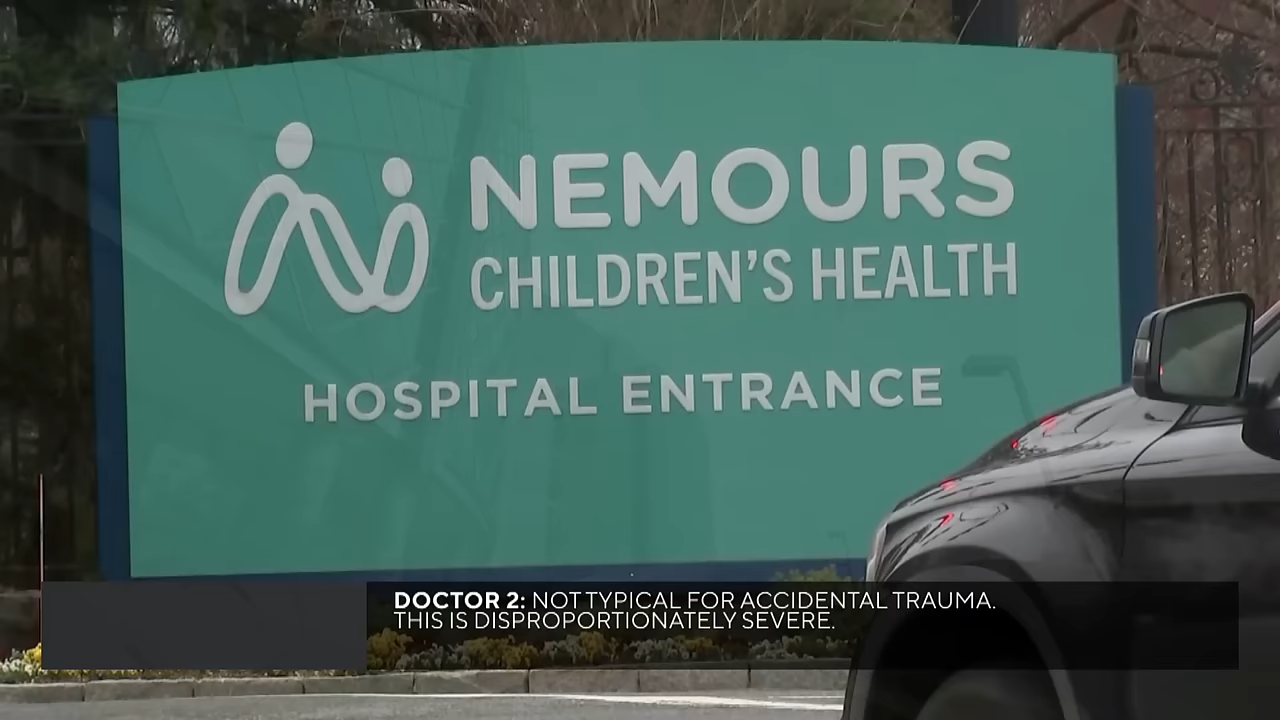 NEMOURS
CHILDREN'S HEALTH
HOSPITAL ENTRANCE
DOCTOR 2: NOT TYPICAL FOR ACCIDENTAL TRAUMA.
THIS IS DISPROPORTIONATELY SEVERE.